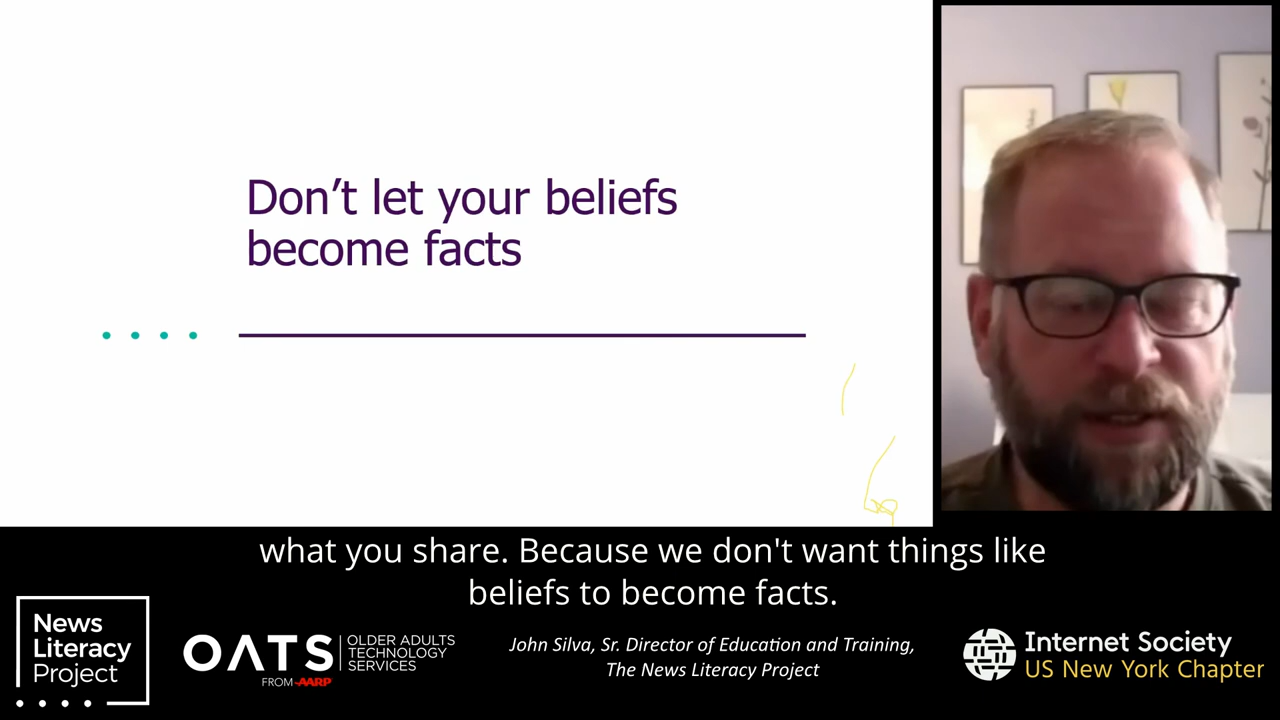 Don't let your beliefs
become facts
what you share. Because we don't want things like
beliefs to become facts.
News
Literacy
Project
OATS
FROM AARP
OLDER ADULTS
TECHNOLOGY
SERVICES
John Silva, Sr. Director of Education and Training,
The News Literacy Project
Internet Society
US New York Chapter